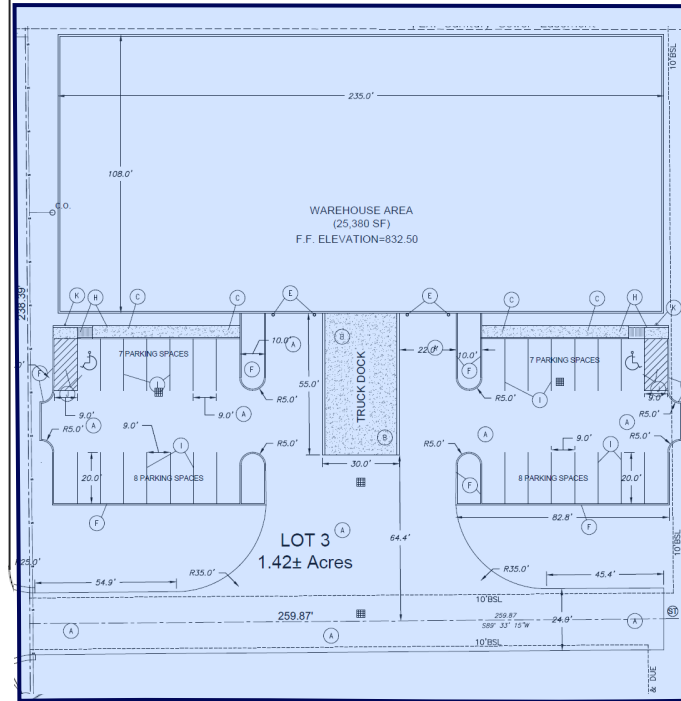 10'BSL
235.0'
108.0'
C.O.
WAREHOUSE AREA
(25,380 SF)
F.F. ELEVATION=832.50
238.39'
K
H
C
C
E
E
C
C
H
K
10.0'
A
B
22.0'
10.0'
F
F
7 PARKING SPACES
7 PARKING SPACES
I
I
55.0'
TRUCK DOCK
9.0'
9.0'
9.0'
R5.0'
R5.0'
R5.0'
F
A
A
A
A
R5.0'
9.0'
I
R5.0'
B
R5.0'
9.0'
I
R5.0'
30.0'
20.0'
8 PARKING SPACES
F
8 PARKING SPACES
20.0'
82.8'
F
F
LOT 3
1.42± Acres
A
64.4'
R25.0'
54.9'
R35.0'
R35.0'
45.4'
10'BSL
10'BSL
259.87'
259.87
S89° 33' 15"W
24.9'
ST
A
A
A
10'BSL
& DUE